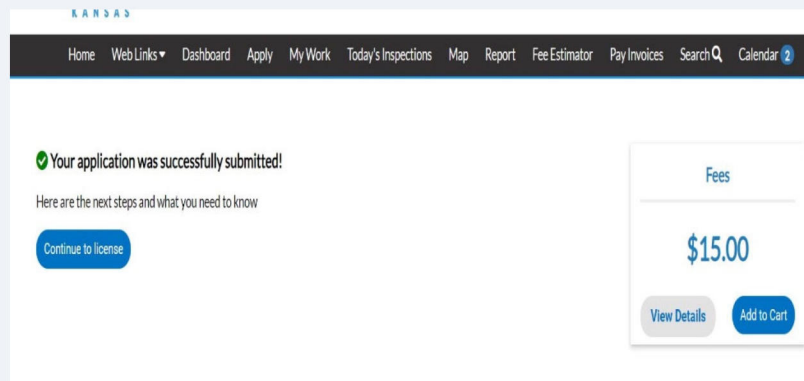 KANSAS
Home Web Links Dashboard Apply My Work Today's Inspections Map Report Fee Estimator Pay Invoices Search Calendar 2
Your application was successfully submitted!
Here are the next steps and what you need to know
Continue to license
Fees
$15.00
View Details Add to Cart